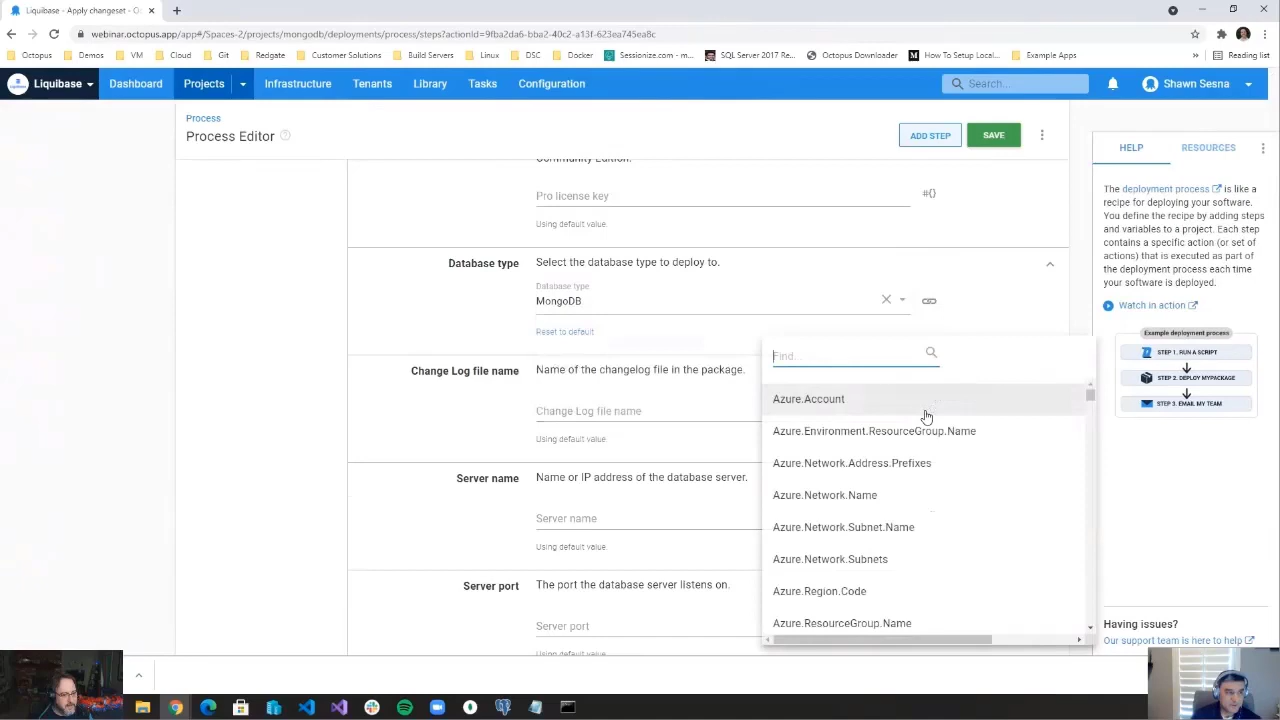 Liquibase - Apply changeset - Oc
webinar.octopus.app/app#/Spaces-2/projects/mongodb/deployments/process/steps?actionId=9fba2da6-bba2-40c2-a13f-623ea745ea8c
Octopus Demos VM Cloud Git Redgate Customer Solutions Build Servers Linux DSC Docker Sessionize.com - m... SQL Server 2017 Re... Octopus Downloader How To Setup Local... Example Apps » Reading list
Liquibase Dashboard Projects Infrastructure Tenants Library Tasks Configuration Search... Shawn Sesna
Process
Process Editor
ADD STEP SAVE
Community Edition.
Pro license key
#{}
Using default value.
Database type
Select the database type to deploy to.
Database type
MongoDB
Reset to default
Change Log file name
Name of the changelog file in the package.
Change Log file name
Using default value.
Server name
Name or IP address of the database server.
Server name
Using default value.
Server port
The port the database server listens on.
Server port
Using default value.
Find...
Azure.Account
Azure.Environment.ResourceGroup.Name
Azure.Network.Address.Prefixes
Azure.Network.Name
Azure.Network.Subnet.Name
Azure.Network.Subnets
Azure.Region.Code
Azure.ResourceGroup.Name
HELP RESOURCES
The deployment process is like a
recipe for deploying your software.
You define the recipe by adding steps
and variables to a project. Each step
contains a specific action (or set of
actions) that is executed as part of
the deployment process each time
your software is deployed.
Watch in action
Example deployment process
STEP 1. RUN A SCRIPT
STEP 2. DEPLOY MYPACKAGE
STEP 3. EMAIL MY TEAM
Having issues?
Our support team is here to help